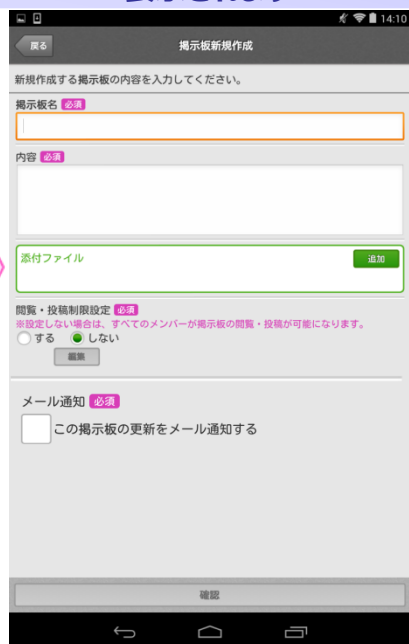 14:10
戻る
掲示板新規作成
新規作成する掲示板の内容を入力してください。
掲示板名 必須
内容 必須
添付ファイル
追加
閲覧・投稿制限設定 必須
※設定しない場合は、すべてのメンバーが掲示板の閲覧・投稿が可能になります。
する しない
編集
メール通知 必須
この掲示板の更新をメール通知する
確認